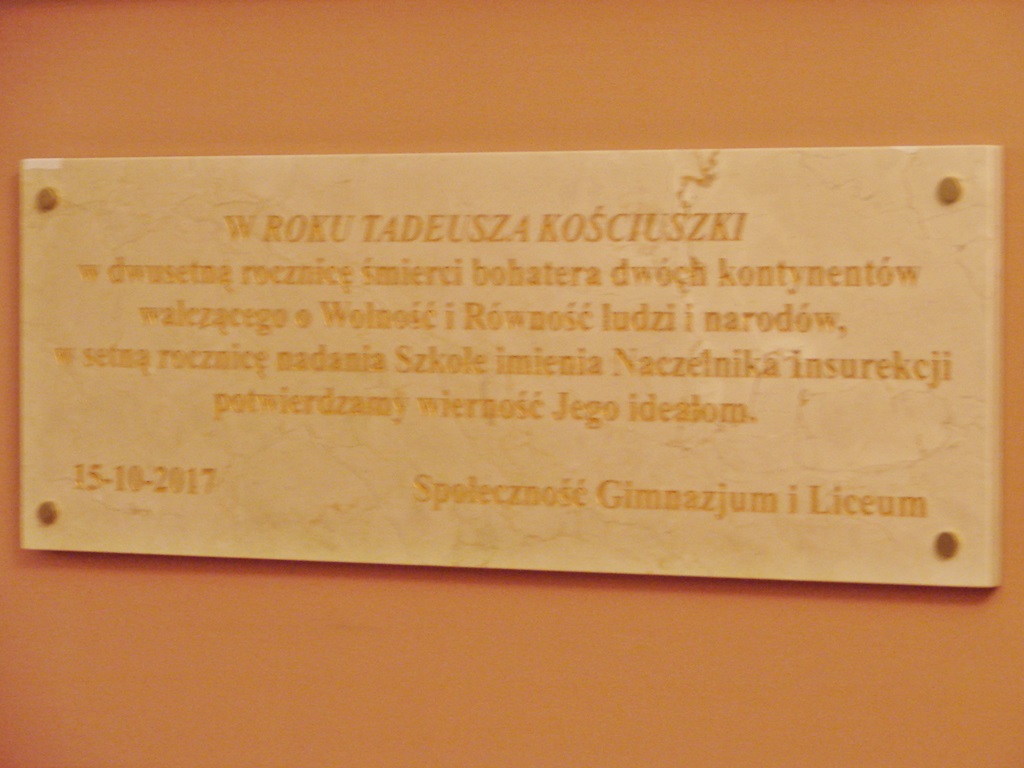 W ROKU TADEUSZA KOŚCIUSZKI
w dwusetną rocznicę śmierci bohatera dwóch kontynentów
walczącego o Wolność i Równość ludzi i narodów,
w setną rocznicę nadania Szkole imienia Naczelnika Insurekcji
potwierdzamy wierność Jego ideałom.
15-10-2017
Społeczność Gimnazjum i Liceum